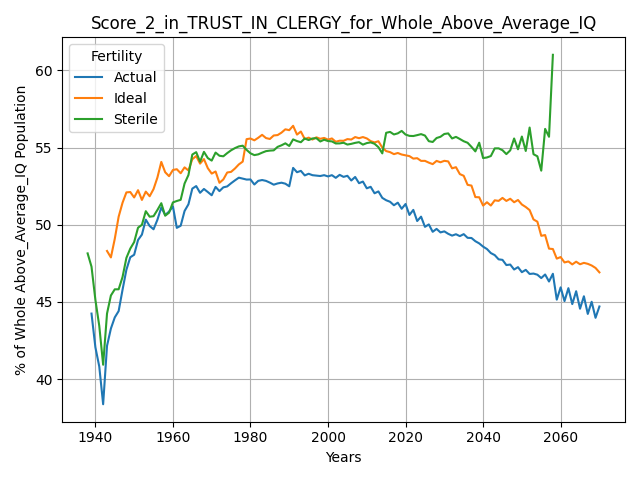 Score_2_in_TRUST_IN_CLERGY_for_Whole_Above_Average_IQ
Fertility
Actual
Ideal
Sterile
% of Whole Above_Average_IQ Population
60
55
50
45
40
1940
1960
1980
2000
2020
2040
2060
Years